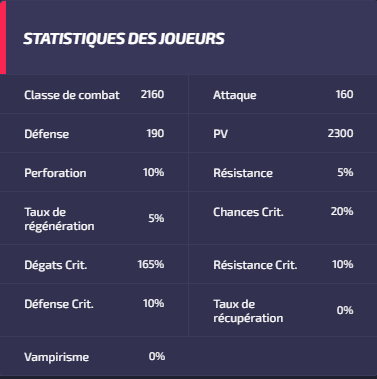 STATISTIQUES DES JOUEURS
Classe de combat 2160 Attaque 160
Défense 190 PV 2300
Perforation 10% Résistance 5%
Taux de
régénération 5% Chances Crit. 20%
Dégats Crit. 165% Résistance Crit. 10%
Défense Crit. 10% Taux de
récupération 0%
Vampirisme 0%